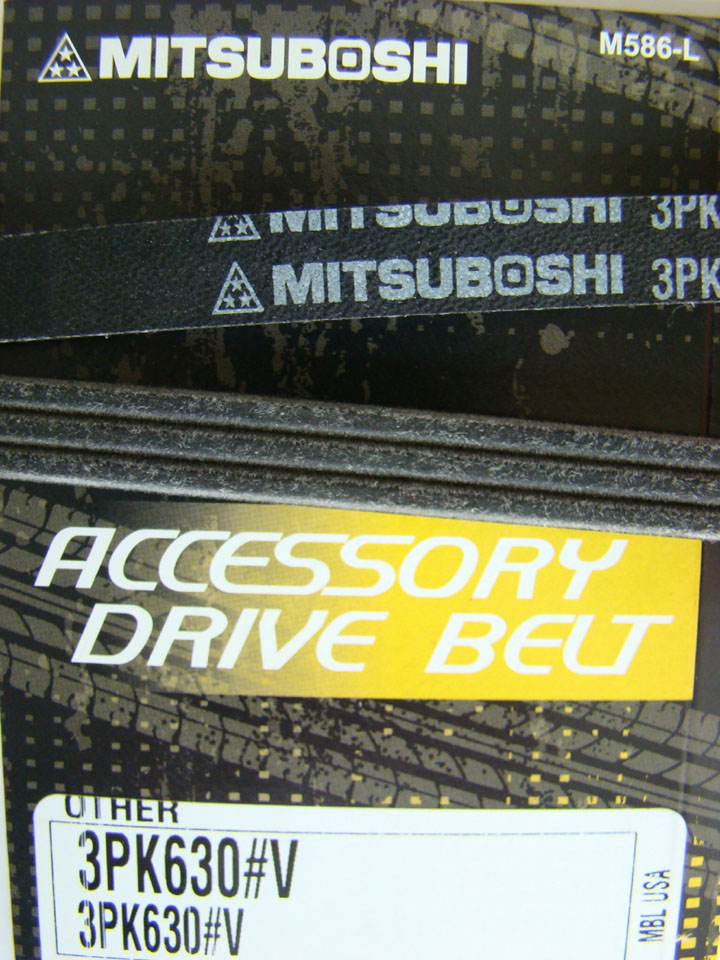 MITSUBOSHI
M586-L
MITSUBOSHI 3PK
MITSUBOSHI 3PK
ACCESSORY
DRIVE BELT
OTHER
3PK630#V
3PK630#V
MBL USA